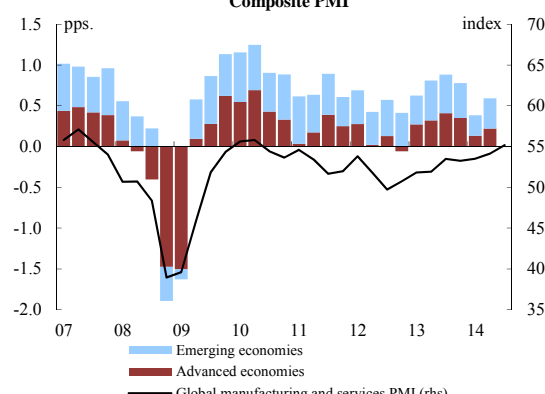 Composite PMI
pps. index
1.5 70
1.0 65
0.5 60
0.0 55
-0.5 50
-1.0 45
-1.5 40
-2.0 35
07 08 09 10 11 12 13 14
Emerging economies
Advanced economies
Global manufacturing and services PMI (rhs)